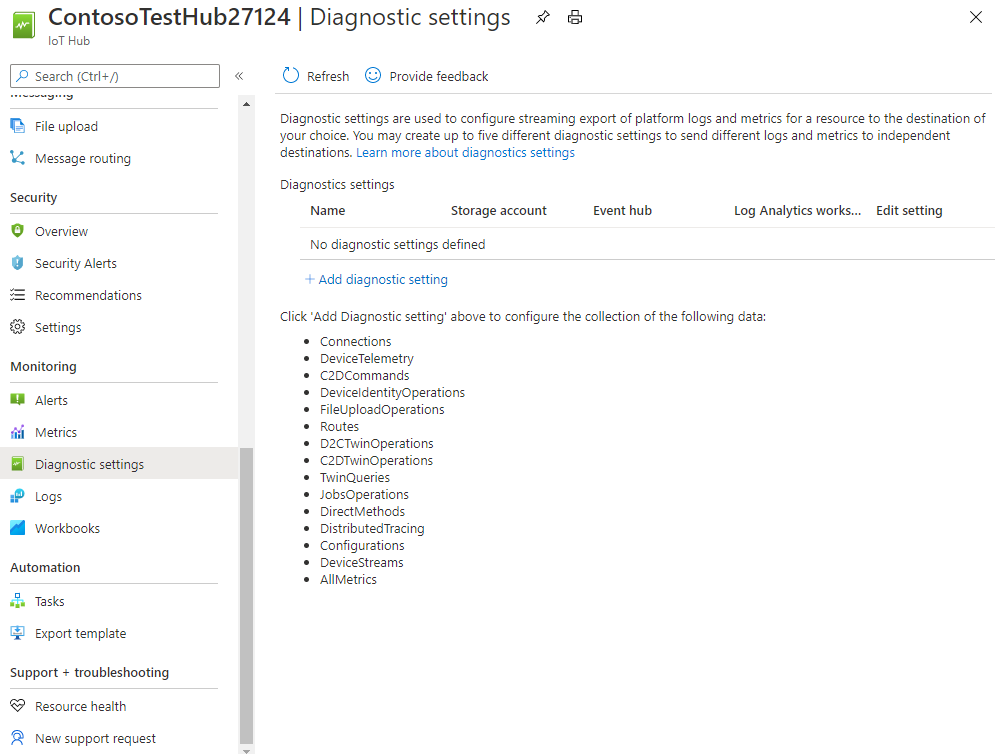 ContosoTestHub27124 | Diagnostic settings
IoT Hub
Search (Ctrl+/)
«
Messaging
File upload
Message routing
Security
Overview
Security Alerts
Recommendations
Settings
Monitoring
Alerts
Metrics
Diagnostic settings
Logs
Workbooks
Automation
Tasks
Export template
Support + troubleshooting
Resource health
New support request
Refresh
Provide feedback
Diagnostic settings are used to configure streaming export of platform logs and metrics for a resource to the destination of
your choice. You may create up to five different diagnostic settings to send different logs and metrics to independent
destinations. Learn more about diagnostics settings
Diagnostics settings
Name Storage account Event hub Log Analytics works... Edit setting
No diagnostic settings defined
+ Add diagnostic setting
Click 'Add Diagnostic setting' above to configure the collection of the following data:
• Connections
• DeviceTelemetry
• C2DCommands
• DeviceIdentityOperations
• FileUploadOperations
• Routes
• D2CTwinOperations
• C2DTwinOperations
• TwinQueries
• JobsOperations
• DirectMethods
• DistributedTracing
• Configurations
• DeviceStreams
• AllMetrics